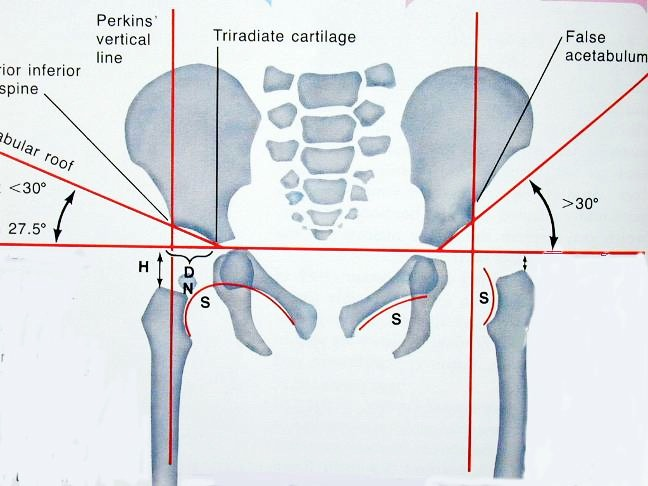 Perkins'
vertical
line
Triradiate cartilage
False
acetabulum
rior inferior
spine
abular roof
<30°
27.5°
>30°
H
D
N
S
S
S